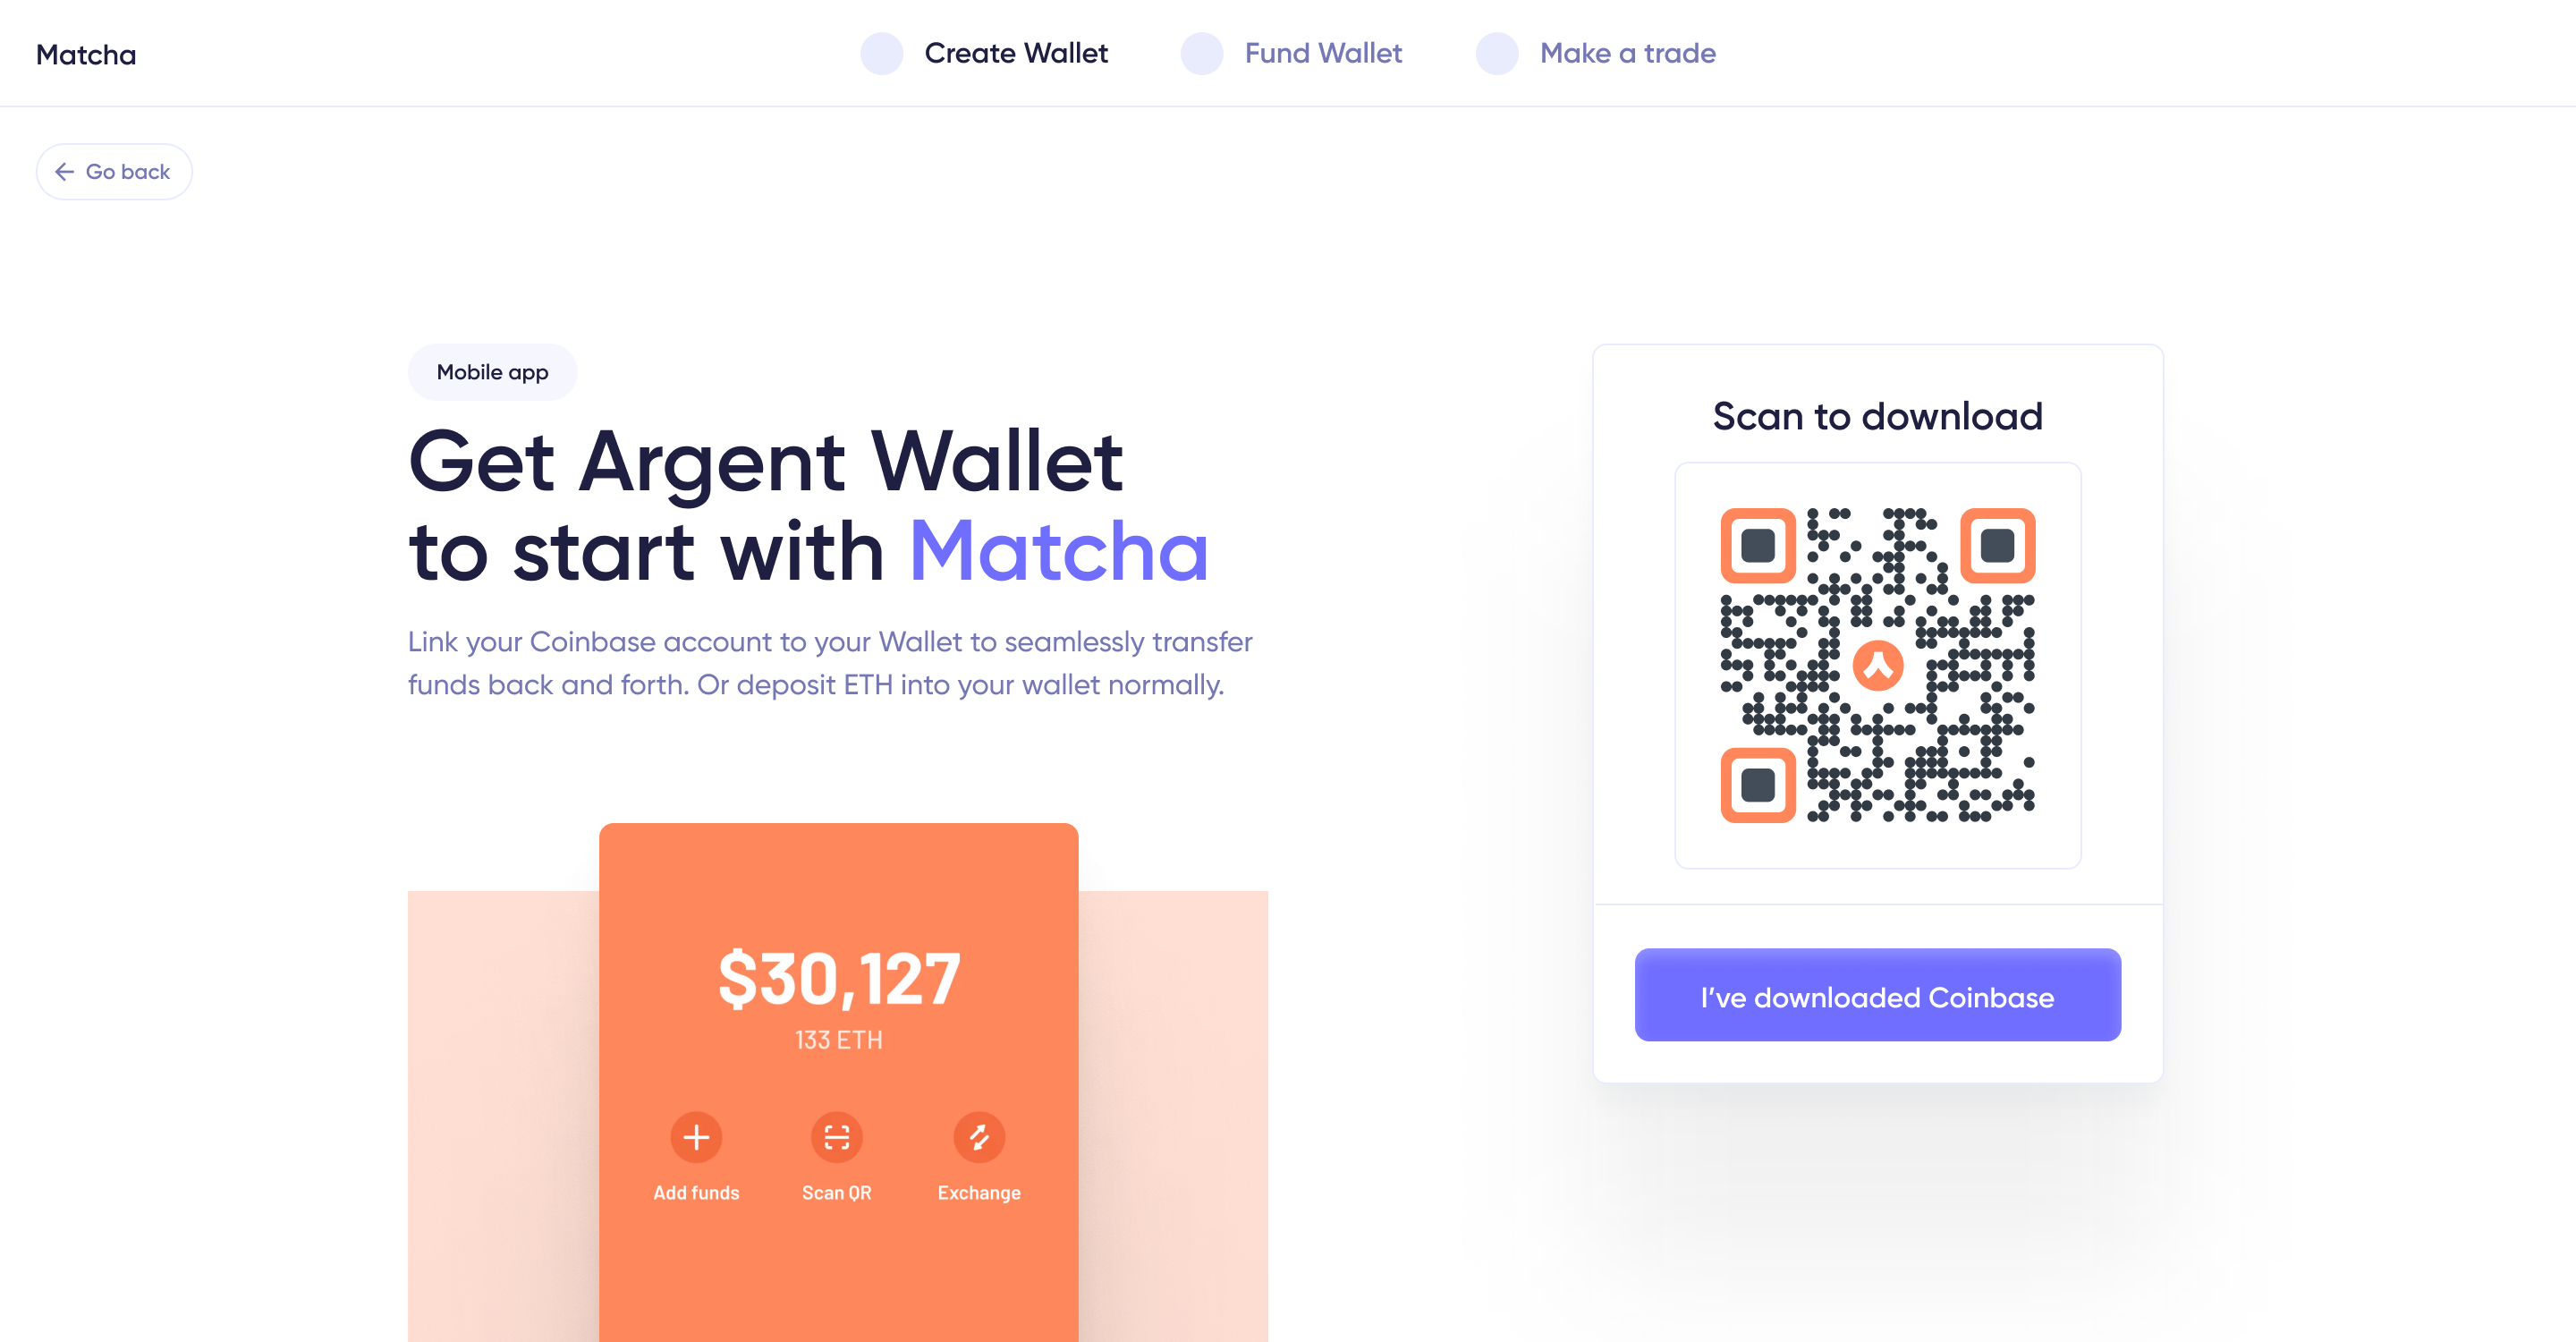 Matcha
Create Wallet
Fund Wallet
Make a trade
Go back
Mobile app
Get Argent Wallet
to start with Matcha
Link your Coinbase account to your Wallet to seamlessly transfer
funds back and forth. Or deposit ETH into your wallet normally.
$30,127
133 ETH
Add funds
Scan QR
Exchange
Scan to download
I’ve downloaded Coinbase